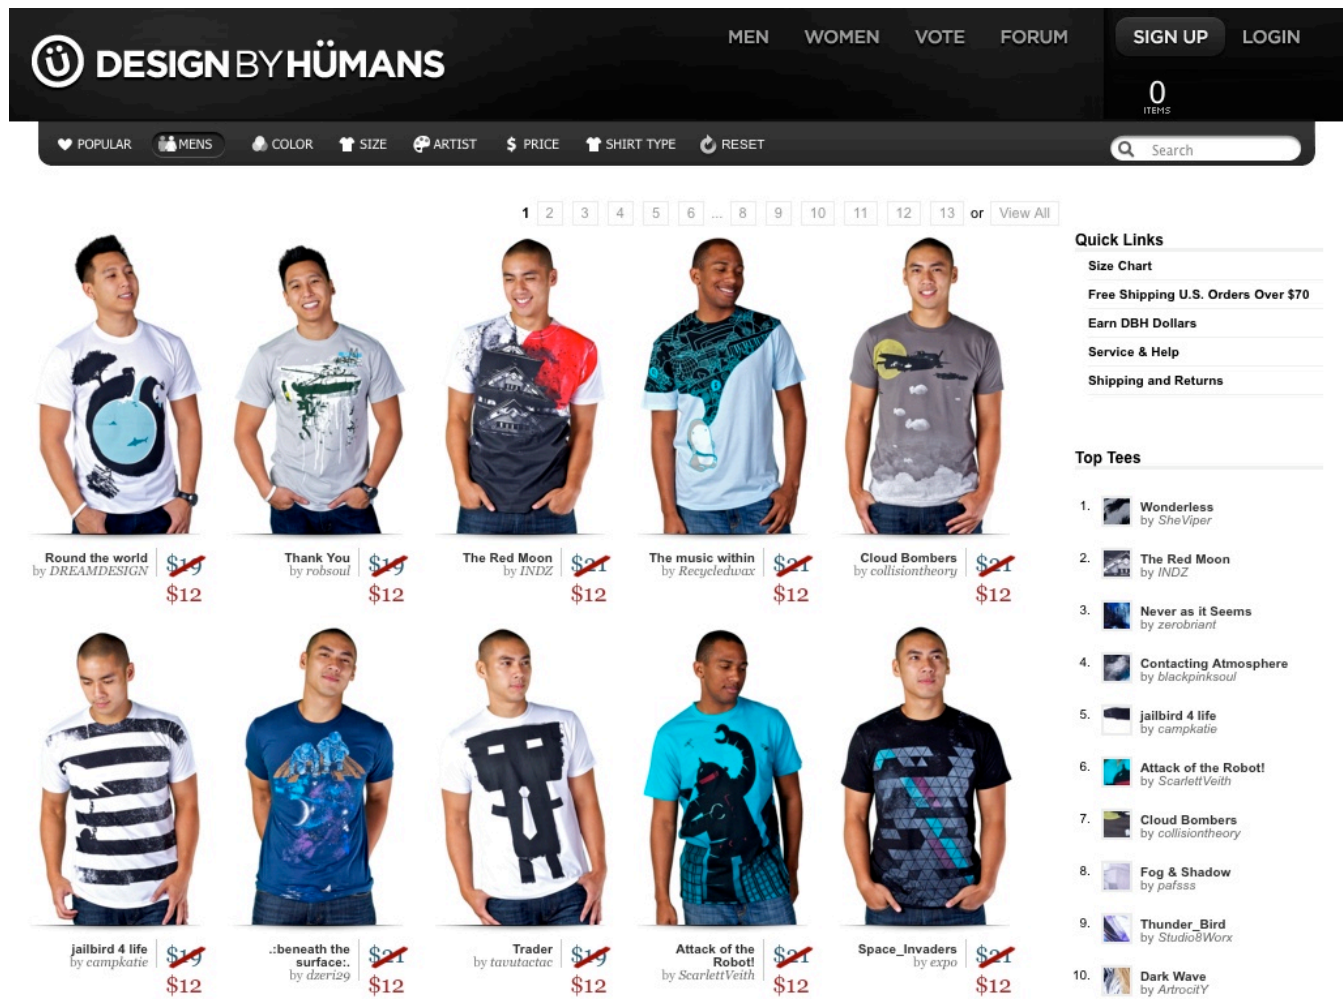 DESIGN BY HÜMANS
MEN WOMEN VOTE FORUM SIGN UP LOGIN
0
ITEMS
POPULAR MENS COLOR SIZE ARTIST $ PRICE SHIRT TYPE RESET Search
1 2 3 4 5 6 ... 8 9 10 11 12 13 or View All
Quick Links
Size Chart
Free Shipping U.S. Orders Over $70
Earn DBH Dollars
Service & Help
Shipping and Returns
Round the world
by DREAMDESIGN
$19
$12
Thank You
by robsoul
$19
$12
The Red Moon
by INDZ
$21
$12
The music within
by Recycledwax
$21
$12
Cloud Bombers
by collisiontheory
$21
$12
jailbird 4 life
by campkatie
$19
$12
.:beneath the
surface:.
by dzeri29
$21
$12
Trader
by tavutactac
$19
$12
Attack of the
Robot!
by ScarlettVeith
$21
$12
Space_Invaders
by expo
$21
$12
Top Tees
1. Wonderless
by SheViper
2. The Red Moon
by INDZ
3. Never as it Seems
by zerobriant
4. Contacting Atmosphere
by blackpinksoul
5. jailbird 4 life
by campkatie
6. Attack of the Robot!
by ScarlettVeith
7. Cloud Bombers
by collisiontheory
8. Fog & Shadow
by pafsss
9. Thunder_Bird
by Studio8Worx
10. Dark Wave
by ArtrocitY